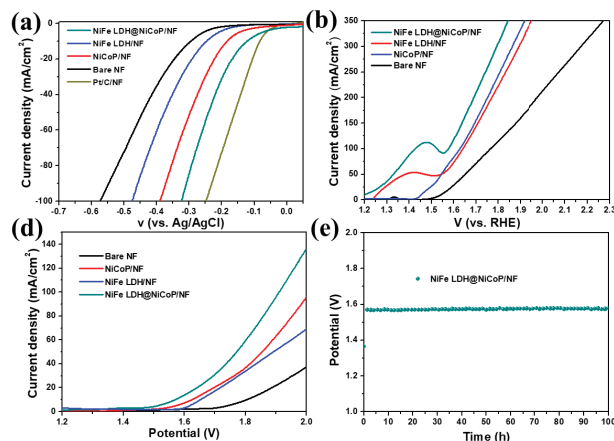 (a)
NiFe LDH@NiCoP/NF
NiFe LDH/NF
NiCoP/NF
Bare NF
Pt/C/NF
Current density (mA/cm²)
0
-20
-40
-60
-80
-100
-0.7 -0.6 -0.5 -0.4 -0.3 -0.2 -0.1 0.0
v (vs. Ag/AgCl)
(b)
NiFe LDH@NiCoP/NF
NiFe LDH/NF
NiCoP/NF
Bare NF
Current density (mA/cm²)
350
300
250
200
150
100
50
0
1.2 1.3 1.4 1.5 1.6 1.7 1.8 1.9 2.0 2.1 2.2 2.3
V (vs. RHE)
(d)
Bare NF
NiCoP/NF
NiFe LDH/NF
NiFe LDH@NiCoP/NF
Current density (mA/cm²)
140
120
100
80
60
40
20
0
1.2 1.4 1.6 1.8 2.0
Potential (V)
(e)
NiFe LDH@NiCoP/NF
Potential (V)
2.0
1.8
1.6
1.4
1.2
1.0
0 10 20 30 40 50 60 70 80 90 100
Time (h)